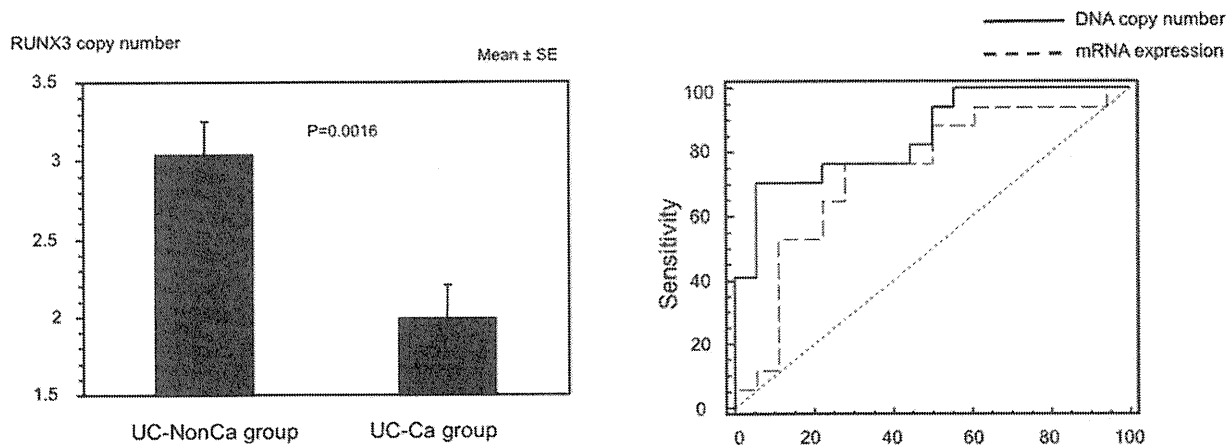 RUNX3 copy number
Mean ± SE
3.5
3
2.5
2
1.5
P=0.0016
UC-NonCa group
UC-Ca group
DNA copy number
mRNA expression
Sensitivity
100
80
60
40
20
0
0
20
40
60
80
100